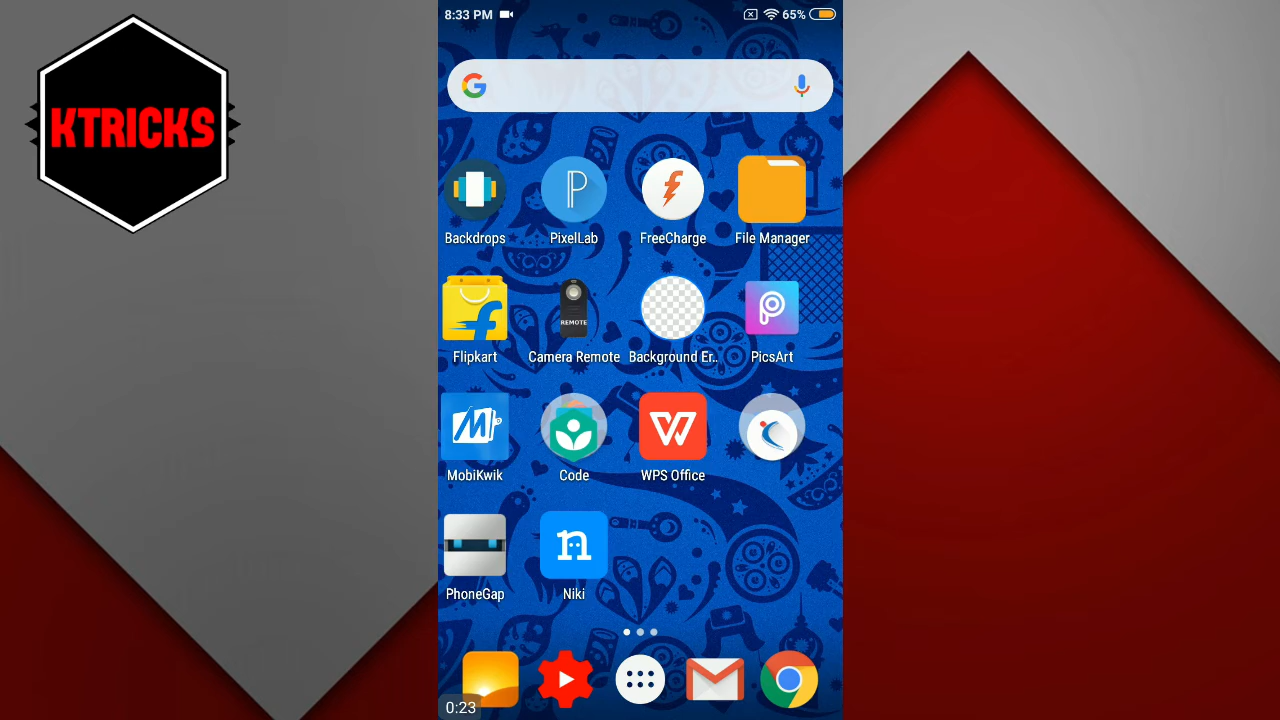 KTRICKS
8:33 PM
65%
Backdrops
PixelLab
FreeCharge
File Manager
REMOTE
Flipkart
Camera Remote
Background Er..
PicsArt
MobiKwik
Code
WPS Office
PhoneGap
Niki
0:23